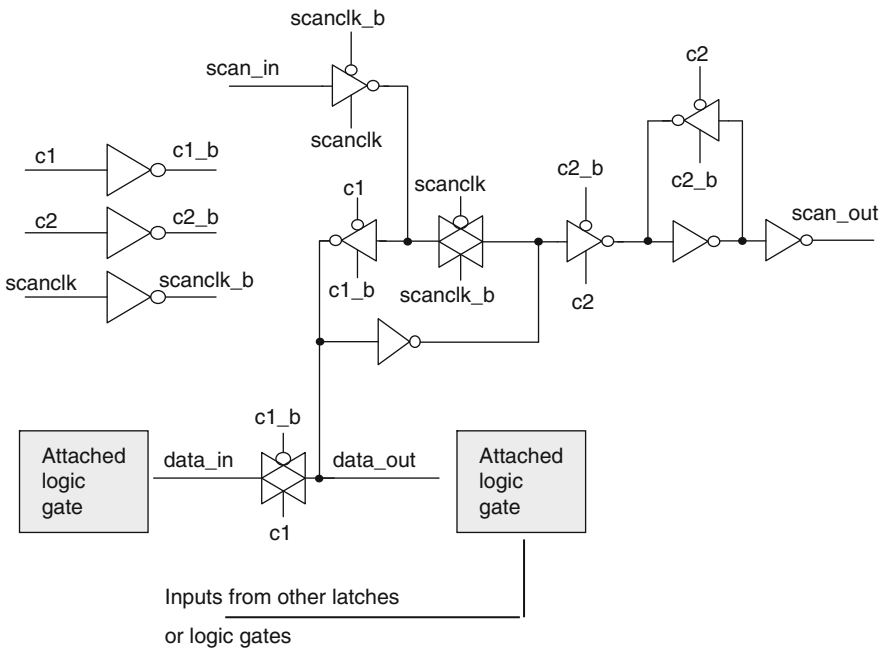 scanclk_b
scan_in
scanclk
c2
c2_b
c1
c1_b
c2
c2_b
scanclk
scanclk_b
c1
c1_b
scanclk
scanclk_b
c2_b
c2
scan_out
Attached
logic
gate
data_in
c1_b
c1
data_out
Attached
logic
gate
Inputs from other latches
or logic gates